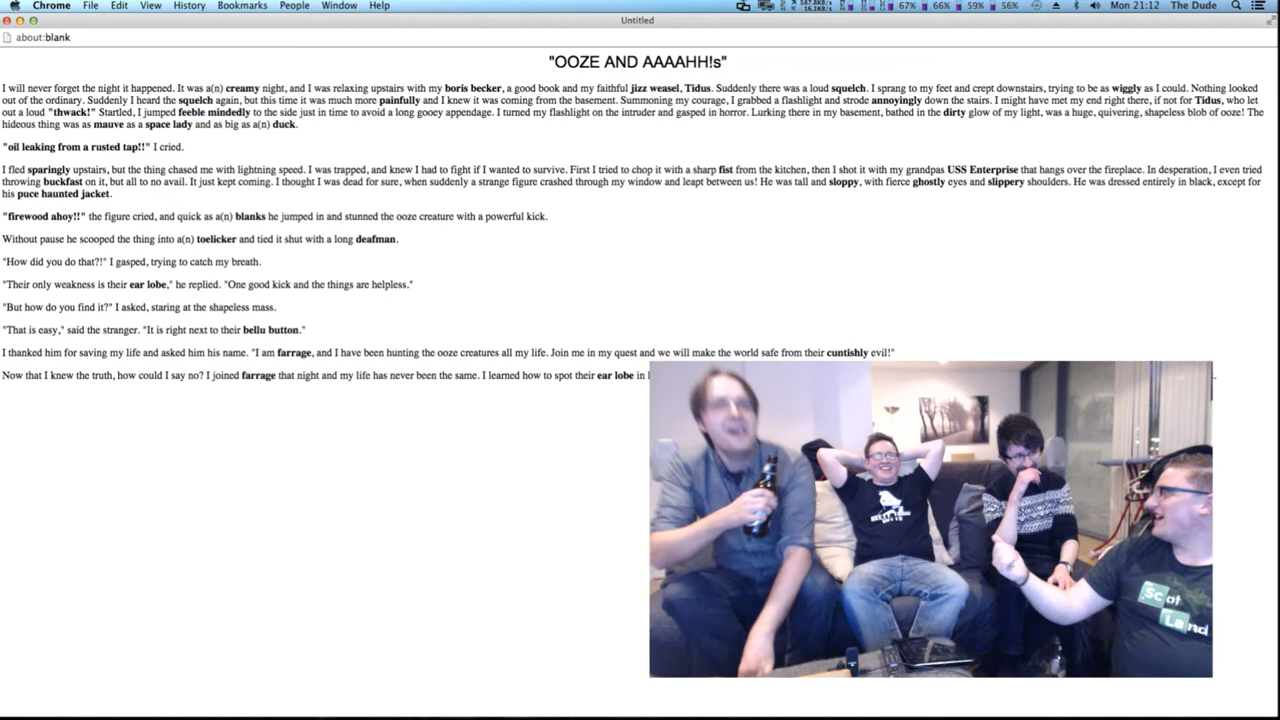 Chrome File Edit View History Bookmarks People Window Help 67% 66% 59% 56% Mon 21:12 The Dude
Untitled
about:blank
"OOZE AND AAAAHH!s"
I will never forget the night it happened. It was a(n) creamy night, and I was relaxing upstairs with my boris becker, a good book and my faithful jizz weasel, Tidus. Suddenly there was a loud squelch. I sprang to my feet and crept downstairs, trying to be as wiggly as I could. Nothing looked
out of the ordinary. Suddenly I heard the squelch again, but this time it was much more painfully and I knew it was coming from the basement. Summoning my courage, I grabbed a flashlight and strode annoyingly down the stairs. I might have met my end right there, if not for Tidus, who let
out a loud "thwack!" Startled, I jumped feeble mindedly to the side just in time to avoid a long gooey appendage. I turned my flashlight on the intruder and gasped in horror. Lurking there in my basement, bathed in the dirty glow of my light, was a huge, quivering, shapeless blob of ooze! The
hideous thing was as mauve as a space lady and as big as a(n) duck.
"oil leaking from a rusted tap!!" I cried.
I fled sparingly upstairs, but the thing chased me with lightning speed. I was trapped, and knew I had to fight if I wanted to survive. First I tried to chop it with a sharp fist from the kitchen, then I shot it with my grandpas USS Enterprise that hangs over the fireplace. In desperation, I even tried
throwing buckfast on it, but all to no avail. It just kept coming. I thought I was dead for sure, when suddenly a strange figure crashed through my window and leapt between us! He was tall and sloppy, with fierce ghostly eyes and slippery shoulders. He was dressed entirely in black, except for
his puce haunted jacket.
"firewood ahoy!!" the figure cried, and quick as a(n) blanks he jumped in and stunned the ooze creature with a powerful kick.
Without pause he scooped the thing into a(n) toelicker and tied it shut with a long deafman.
"How did you do that?!" I gasped, trying to catch my breath.
"Their only weakness is their ear lobe," he replied. "One good kick and the things are helpless."
"But how do you find it?" I asked, staring at the shapeless mass.
"That is easy," said the stranger. "It is right next to their bellu button."
I thanked him for saving my life and asked him his name. "I am farrage, and I have been hunting the ooze creatures all my life. Join me in my quest and we will make the world safe from their cuntishly evil!"
Now that I knew the truth, how could I say no? I joined farrage that night and my life has never been the same. I learned how to spot their ear lobe in
Scot
Land